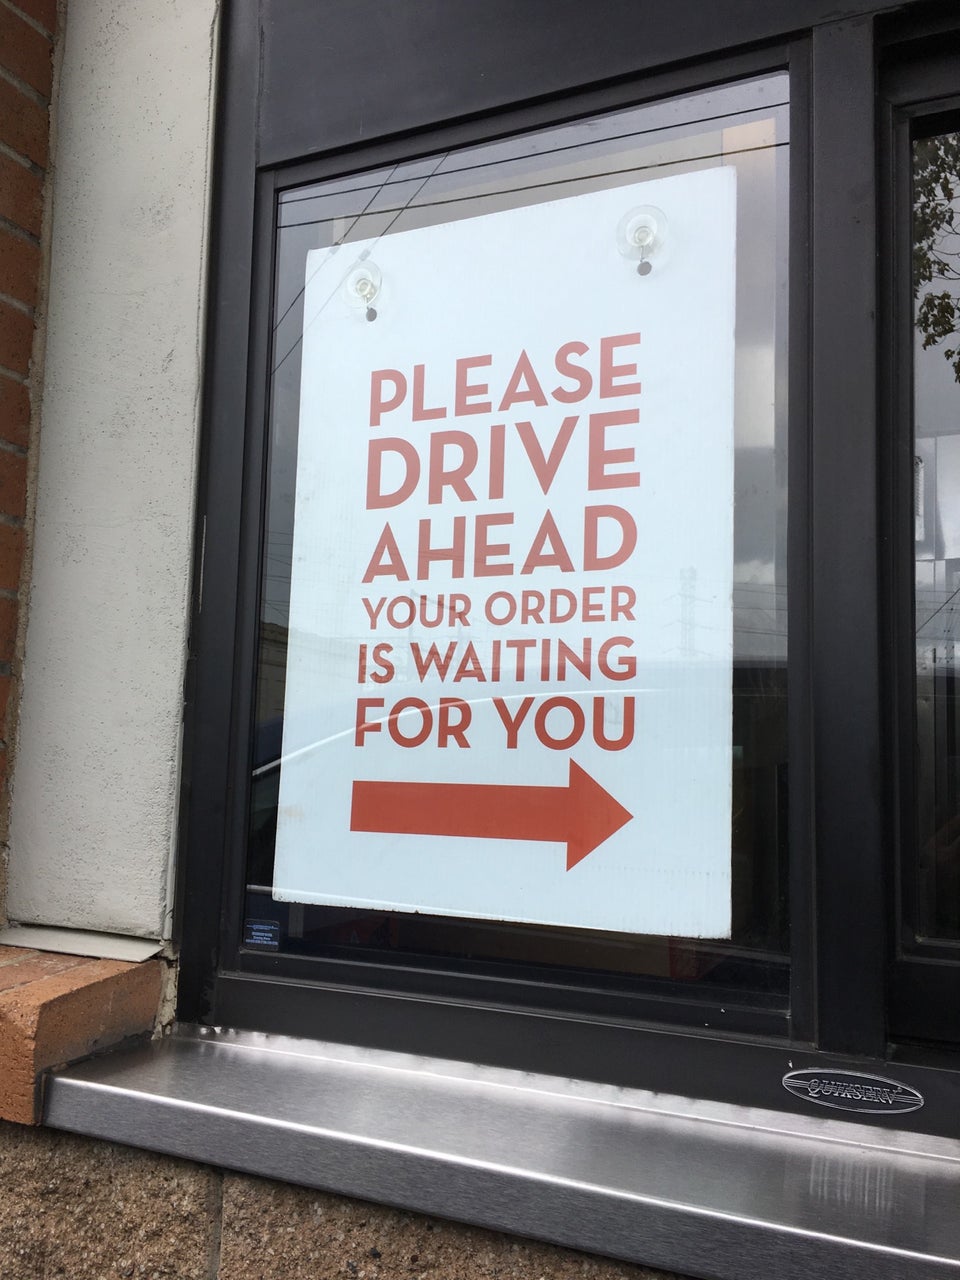 PLEASE
DRIVE
AHEAD
YOUR ORDER
IS WAITING
FOR YOU
QUIKSERV